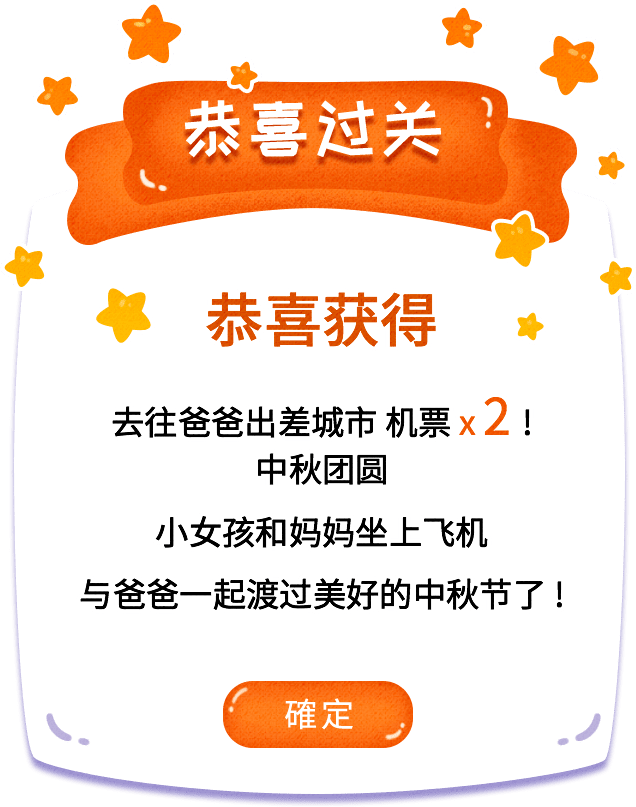 恭喜过关
恭喜获得
去往爸爸出差城市 机票 x 2！
中秋团圆
小女孩和妈妈坐上飞机
与爸爸一起渡过美好的中秋节了！
確定